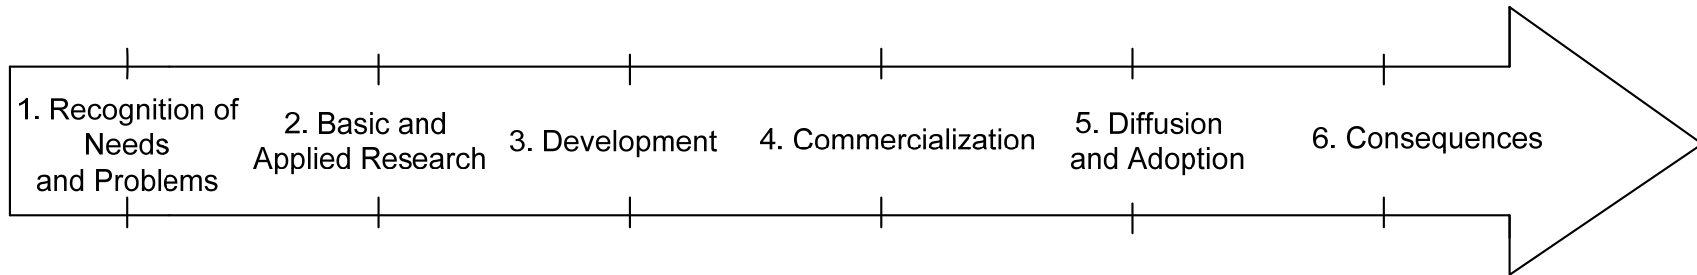 1. Recognition of
Needs
and Problems
2. Basic and
Applied Research
3. Development
4. Commercialization
5. Diffusion
and Adoption
6. Consequences